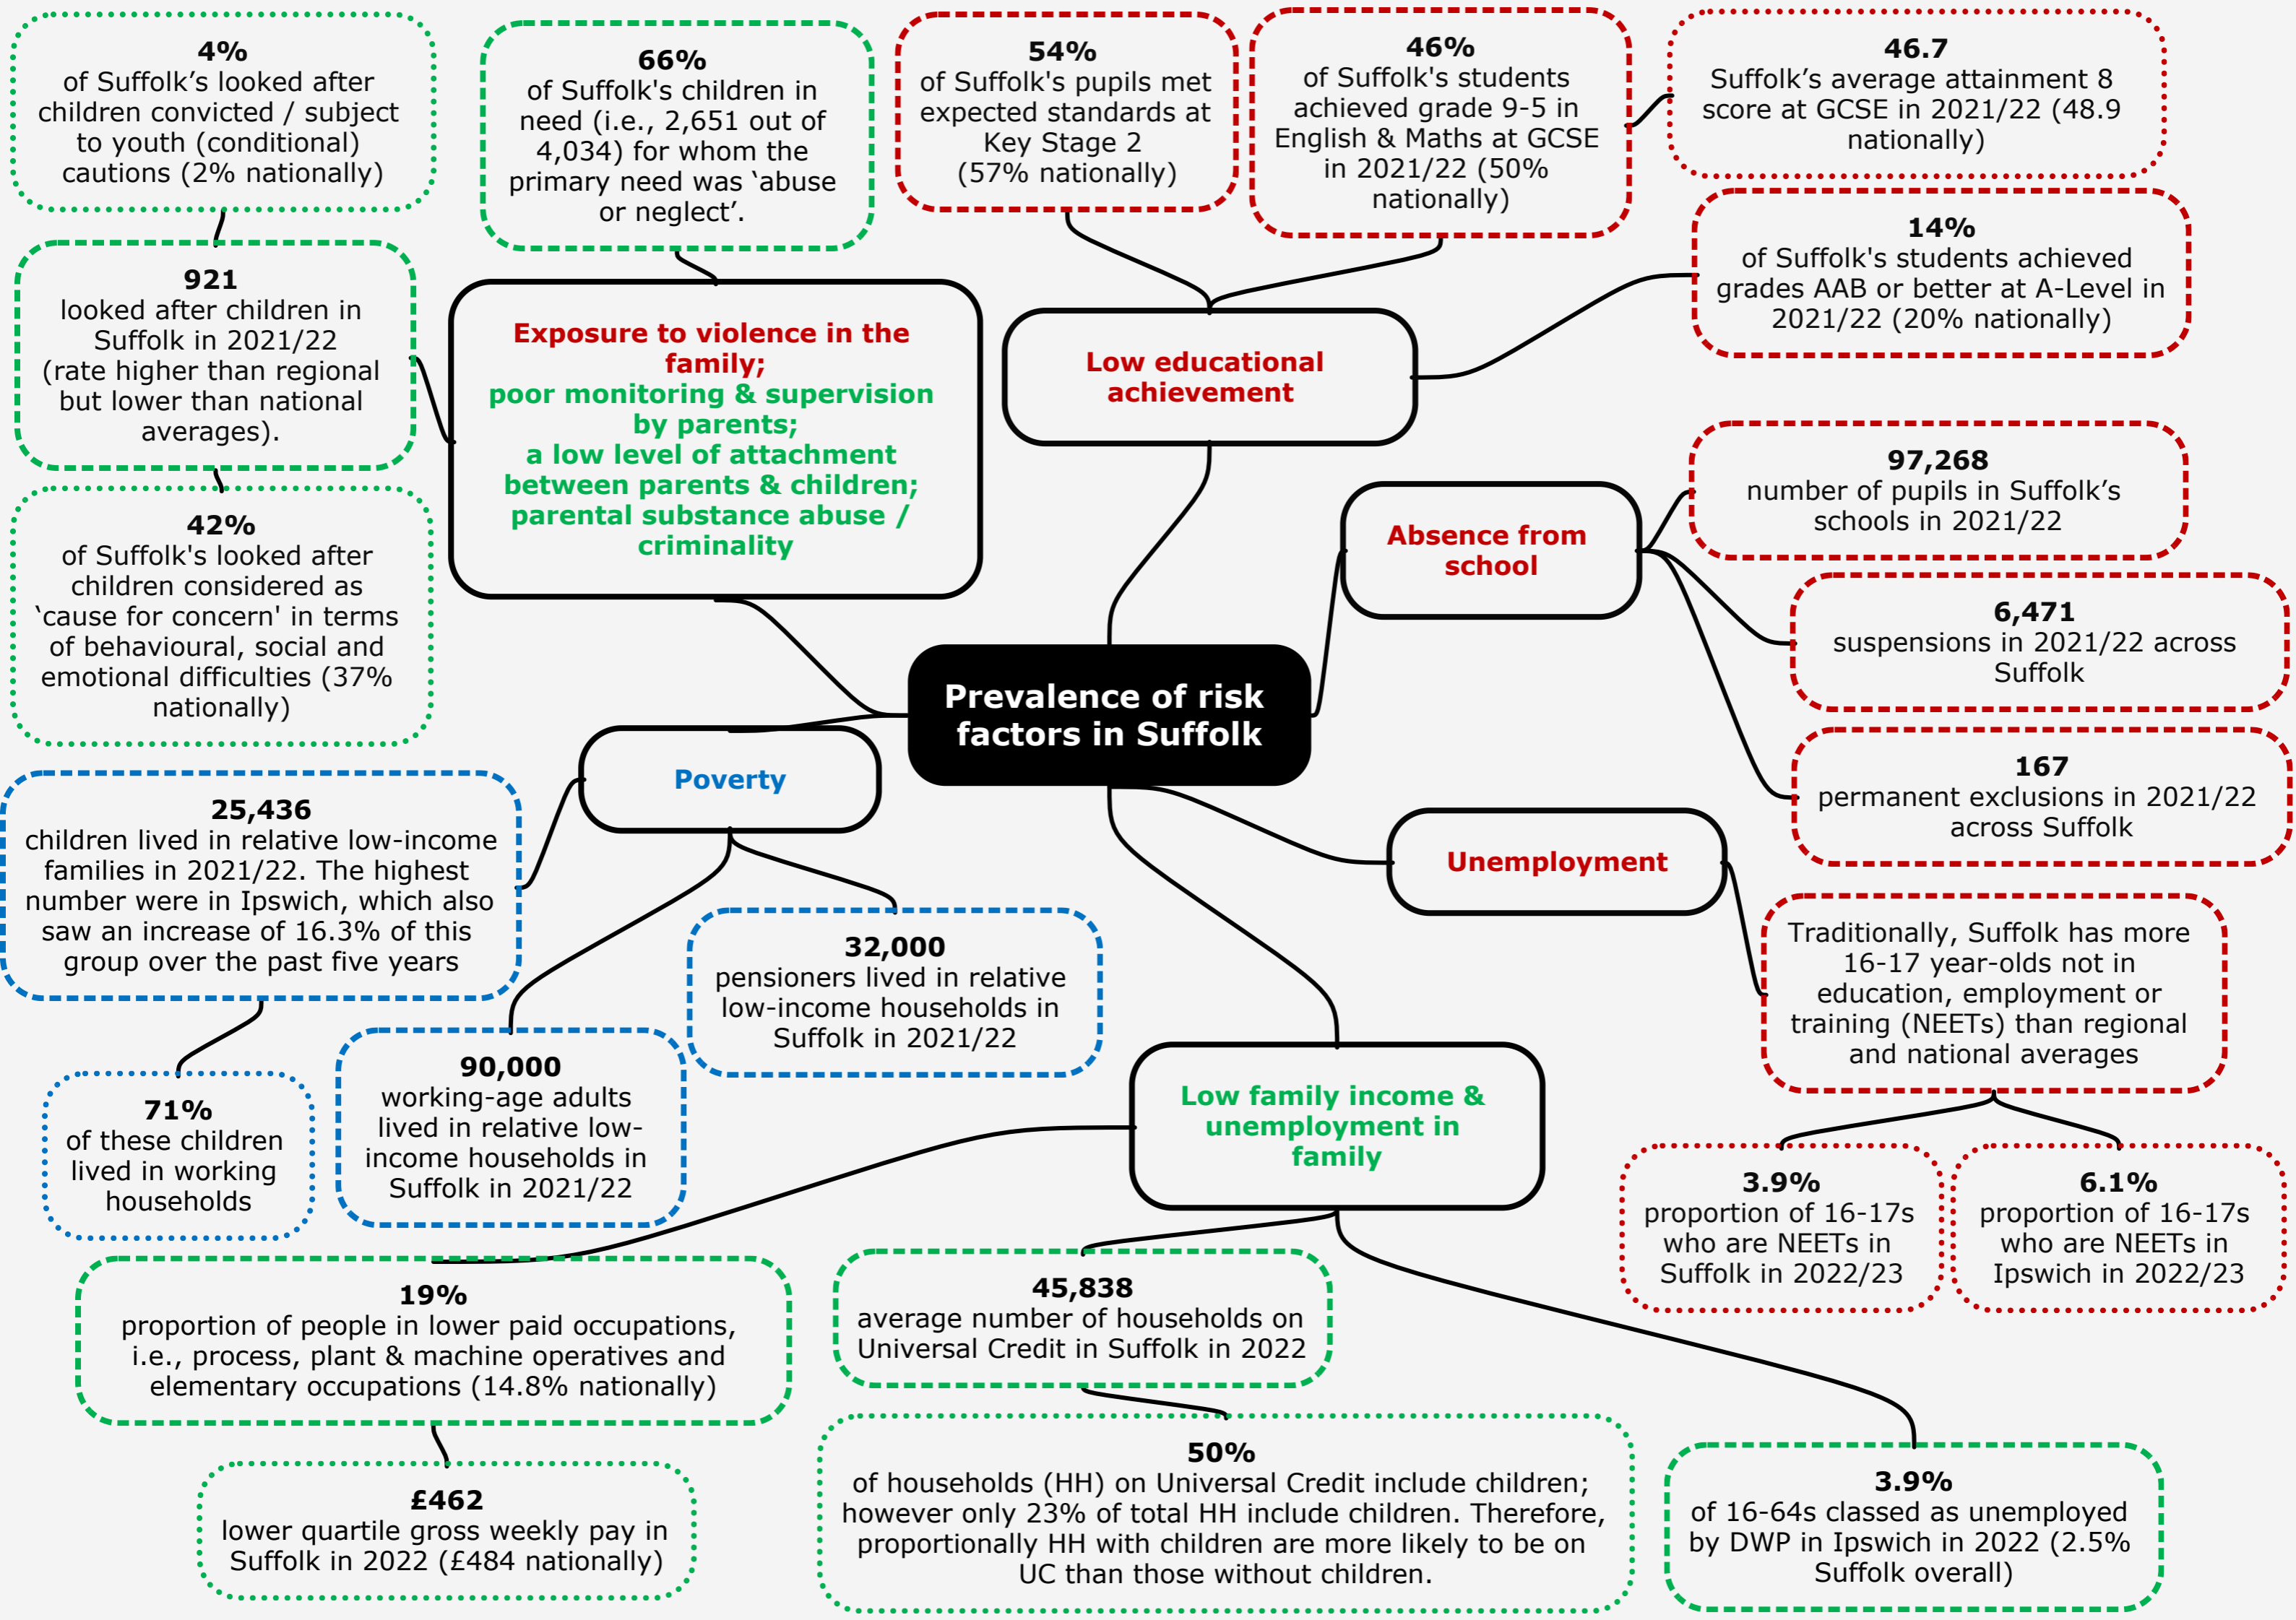 4%
of Suffolk’s looked after
children convicted / subject
to youth (conditional)
cautions (2% nationally)
66%
of Suffolk's children in
need (i.e., 2,651 out of
4,034) for whom the
primary need was ‘abuse
or neglect’.
54%
of Suffolk's pupils met
expected standards at
Key Stage 2
(57% nationally)
46%
of Suffolk's students
achieved grade 9-5 in
English & Maths at GCSE
in 2021/22 (50%
nationally)
46.7
Suffolk’s average attainment 8
score at GCSE in 2021/22 (48.9
nationally)
14%
of Suffolk's students achieved
grades AAB or better at A-Level in
2021/22 (20% nationally)
921
looked after children in
Suffolk in 2021/22
(rate higher than regional
but lower than national
averages).
Exposure to violence in the
family;
poor monitoring & supervision
by parents;
a low level of attachment
between parents & children;
parental substance abuse /
criminality
Low educational
achievement
42%
of Suffolk's looked after
children considered as
‘cause for concern' in terms
of behavioural, social and
emotional difficulties (37%
nationally)
Absence from
school
97,268
number of pupils in Suffolk’s
schools in 2021/22
6,471
suspensions in 2021/22 across
Suffolk
167
permanent exclusions in 2021/22
across Suffolk
Prevalence of risk
factors in Suffolk
Poverty
Unemployment
25,436
children lived in relative low-income
families in 2021/22. The highest
number were in Ipswich, which also
saw an increase of 16.3% of this
group over the past five years
32,000
pensioners lived in relative
low-income households in
Suffolk in 2021/22
Traditionally, Suffolk has more
16-17 year-olds not in
education, employment or
training (NEETs) than regional
and national averages
71%
of these children
lived in working
households
90,000
working-age adults
lived in relative low-
income households in
Suffolk in 2021/22
Low family income &
unemployment in
family
3.9%
proportion of 16-17s
who are NEETs in
Suffolk in 2022/23
6.1%
proportion of 16-17s
who are NEETs in
Ipswich in 2022/23
19%
proportion of people in lower paid occupations,
i.e., process, plant & machine operatives and
elementary occupations (14.8% nationally)
45,838
average number of households on
Universal Credit in Suffolk in 2022
£462
lower quartile gross weekly pay in
Suffolk in 2022 (£484 nationally)
50%
of households (HH) on Universal Credit include children;
however only 23% of total HH include children. Therefore,
proportionally HH with children are more likely to be on
UC than those without children.
3.9%
of 16-64s classed as unemployed
by DWP in Ipswich in 2022 (2.5%
Suffolk overall)